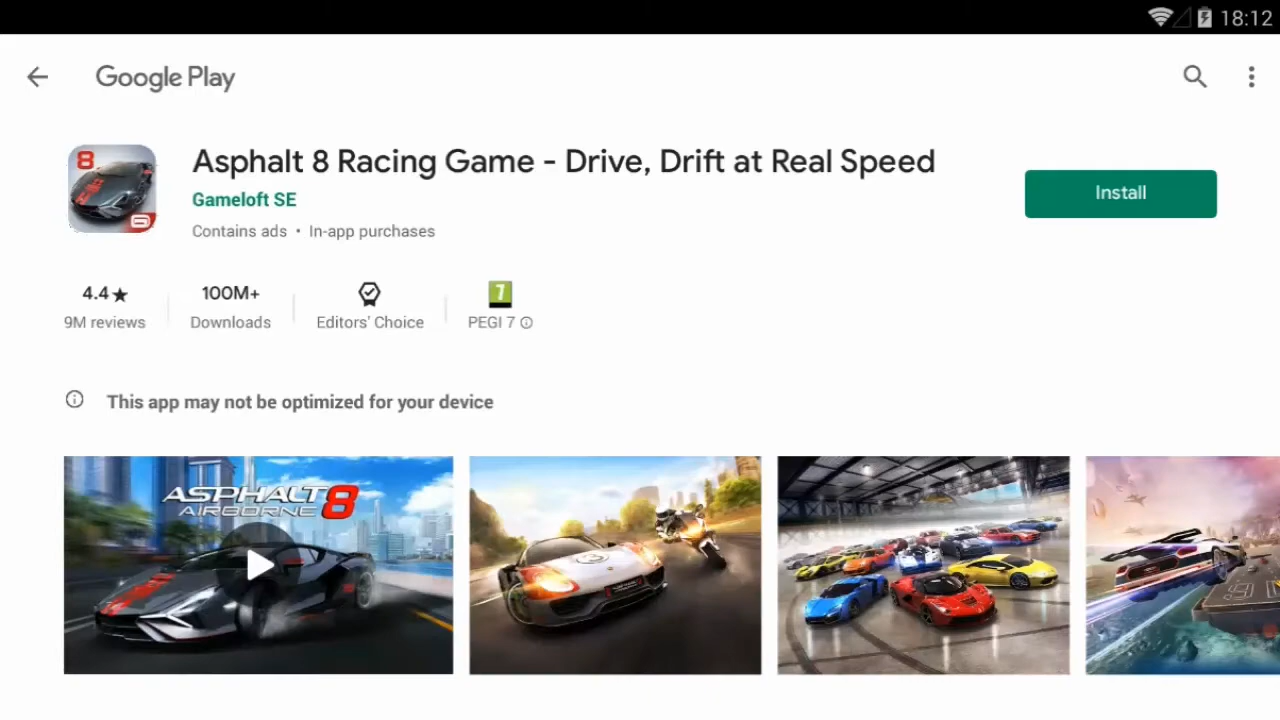 18:12
Google Play
8
Asphalt 8 Racing Game - Drive, Drift at Real Speed
Gameloft SE
Contains ads • In-app purchases
Install
4.4★
9M reviews
100M+
Downloads
Editors' Choice
7
PEGI 7
This app may not be optimized for your device
ASPHALT 8
AIRBORNE
3